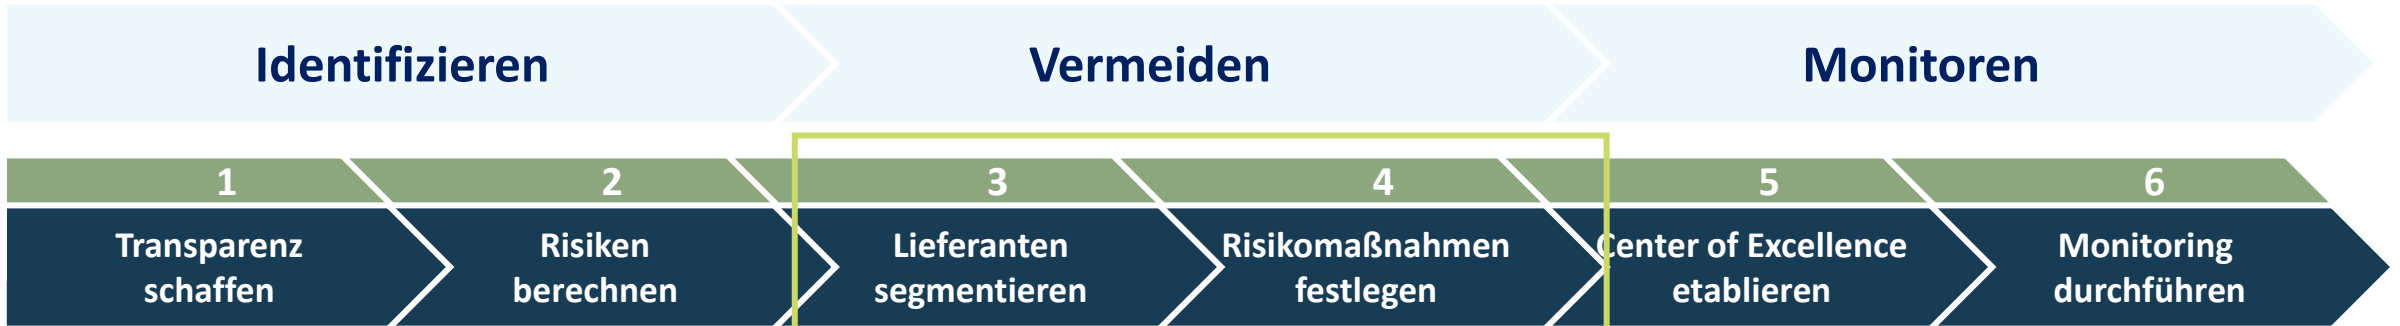 Identifizieren
Vermeiden
Monitoren
1
2
3
4
5
6
Transparenz
schaffen
Risiken
berechnen
Lieferanten
segmentieren
Risikomaßnahmen
festlegen
Center of Excellence
etablieren
Monitoring
durchführen